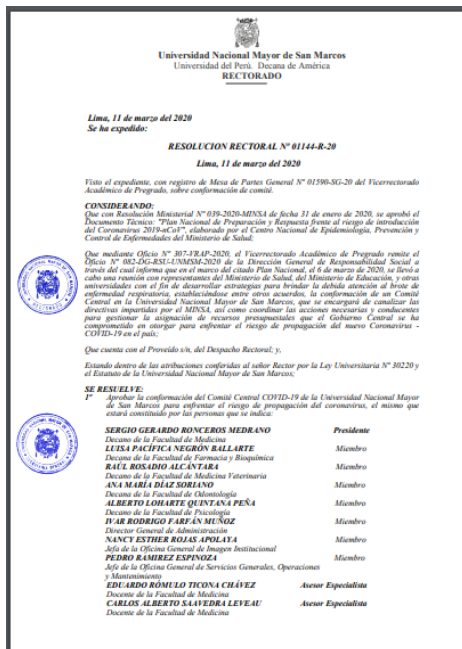 Universidad Nacional Mayor de San Marcos
Universidad del Perú. Decana de América
RECTORADO
Lima, 11 de marzo del 2020
Se ha expedido:
RESOLUCION RECTORAL Nº 01144-R-20
Lima, 11 de marzo del 2020
Visto el expediente, con registro de Mesa de Partes General Nº 01590-SG-20 del Vicerrectorado
Académico de Pregrado, sobre conformación de comité.
CONSIDERANDO:
Que con Resolución Ministerial Nº 039-2020-MINSA de fecha 31 de enero de 2020, se aprobó el
Documento Técnico: "Plan Nacional de Preparación y Respuesta frente al riesgo de introducción
del Coronavirus 2019-nCoV", elaborado por el Centro Nacional de Epidemiología, Prevención y
Control de Enfermedades del Ministerio de Salud;
Que mediante Oficio Nº 307-VRAP-2020, el Vicerrectorado Académico de Pregrado remite el
Oficio Nº 082-DG-RSU-UNMSM-2020 de la Dirección General de Responsabilidad Social a
través del cual informa que en el marco del citado Plan Nacional, el 6 de marzo de 2020, se llevó a
cabo una reunión con representantes del Ministerio de Salud, del Ministerio de Educación, y otras
universidades con el fin de desarrollar estrategias para brindar la debida atención al brote de
enfermedad respiratoria, estableciéndose entre otros acuerdos, la conformación de un Comité
Central en la Universidad Nacional Mayor de San Marcos, que se encargará de canalizar las
directivas impartidas por el MINSA, así como coordinar las acciones necesarias y conducentes
para gestionar la asignación de recursos presupuestales que el Gobierno Central se ha
comprometido en otorgar para enfrentar el riesgo de propagación del nuevo Coronavirus -
COVID-19 en el país;
Que cuenta con el Proveído s/n, del Despacho Rectoral; y,
Estando dentro de las atribuciones conferidas al señor Rector por la Ley Universitaria Nº 30220 y
el Estatuto de la Universidad Nacional Mayor de San Marcos;
SE RESUELVE:
1º Aprobar la conformación del Comité Central COVID-19 de la Universidad Nacional Mayor
de San Marcos para enfrentar el riesgo de propagación del coronavirus, el mismo que
estará constituido por las personas que se indica:
SERGIO GERARDO RONCEROS MEDRANO Presidente
Decano de la Facultad de Medicina
LUISA PACÍFICA NEGRÓN BALLARTE Miembro
Decana de la Facultad de Farmacia y Bioquímica
RAÚL ROSADIO ALCÁNTARA Miembro
Decano de la Facultad de Medicina Veterinaria
ANA MARÍA DÍAZ SORIANO Miembro
Decana de la Facultad de Odontología
ALBERTO LOHARTE QUINTANA PEÑA Miembro
Decano de la Facultad de Psicología
IVAR RODRIGO FARFÁN MUÑOZ Miembro
Director General de Administración
NANCY ESTHER ROJAS APOLAYA Miembro
Jefa de la Oficina General de Imagen Institucional
PEDRO RAMIREZ ESPINOZA Miembro
Jefe de la Oficina General de Servicios Generales, Operaciones
y Mantenimiento
EDUARDO RÓMULO TICONA CHÁVEZ Asesor Especialista
Docente de la Facultad de Medicina
CARLOS ALBERTO SAAVEDRA LEVEAU Asesor Especialista
Docente de la Facultad de Medicina